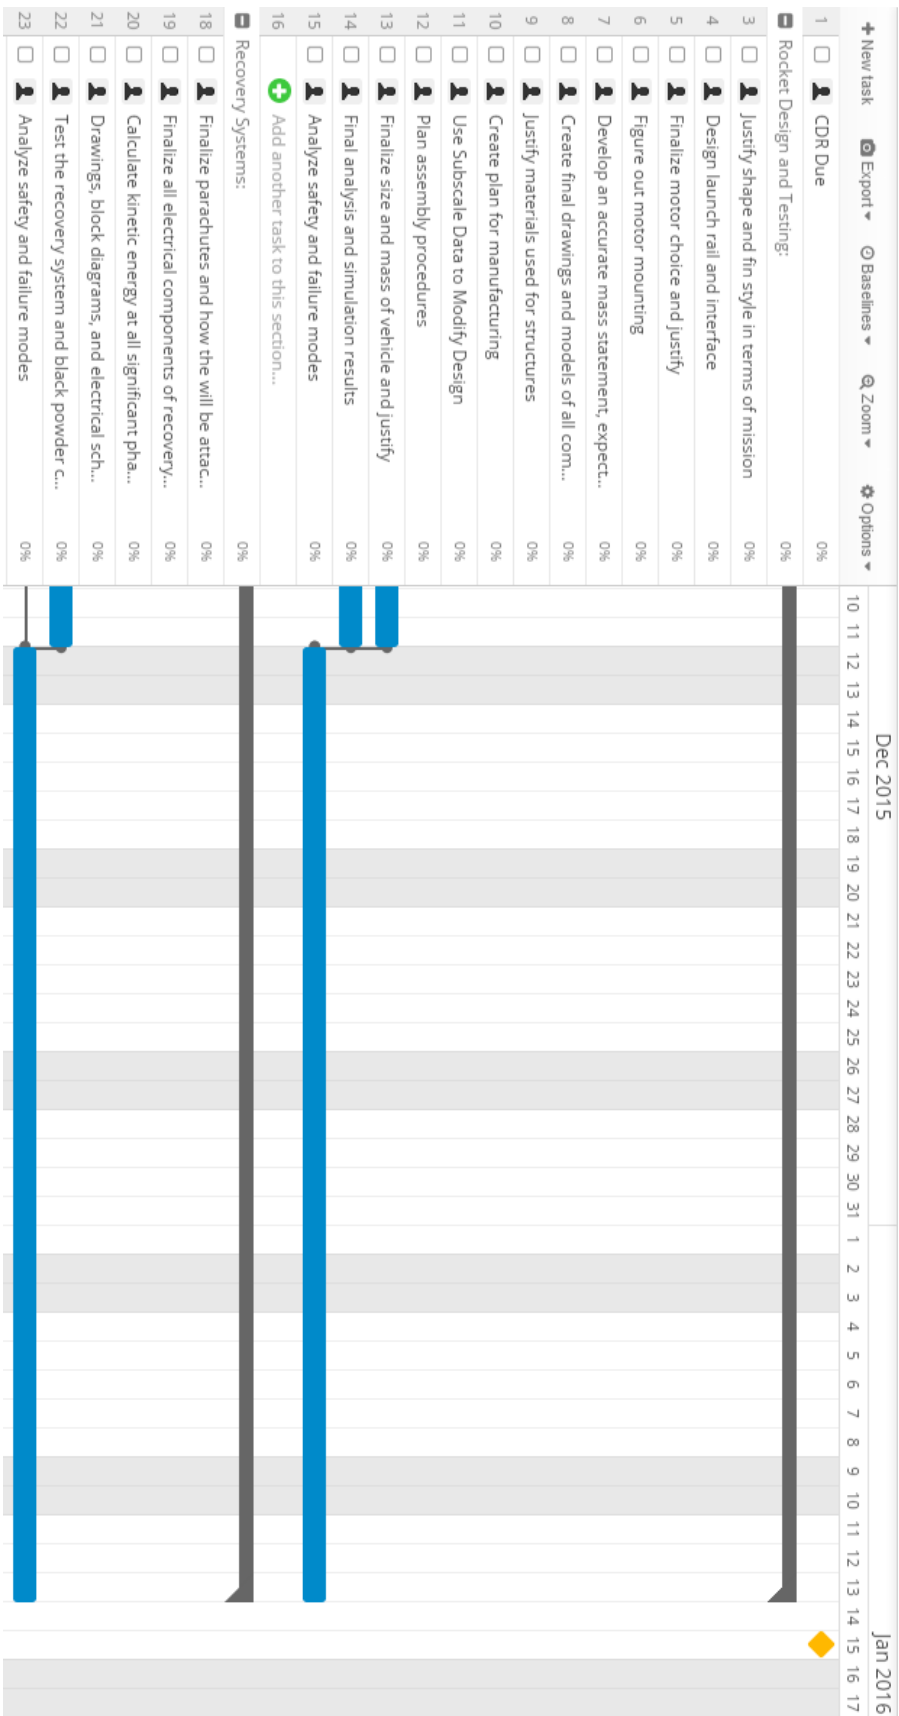 + New task Export Baselines Zoom Options
Dec 2015 Jan 2016
10 11 12 13 14 15 16 17 18 19 20 21 22 23 24 25 26 27 28 29 30 31 1 2 3 4 5 6 7 8 9 10 11 12 13 14 15 16 17
1 CDR Due 0%
Rocket Design and Testing: 0%
3 Justify shape and fin style in terms of mission 0%
4 Design launch rail and interface 0%
5 Finalize motor choice and justify 0%
6 Figure out motor mounting 0%
7 Develop an accurate mass statement, expect... 0%
8 Create final drawings and models of all com... 0%
9 Justify materials used for structures 0%
10 Create plan for manufacturing 0%
11 Use Subscale Data to Modify Design 0%
12 Plan assembly procedures 0%
13 Finalize size and mass of vehicle and justify 0%
14 Final analysis and simulation results 0%
15 Analyze safety and failure modes 0%
16 Add another task to this section...
Recovery Systems: 0%
18 Finalize parachutes and how the will be attac... 0%
19 Finalize all electrical components of recovery... 0%
20 Calculate kinetic energy at all significant pha... 0%
21 Drawings, block diagrams, and electrical sch... 0%
22 Test the recovery system and black powder c... 0%
23 Analyze safety and failure modes 0%